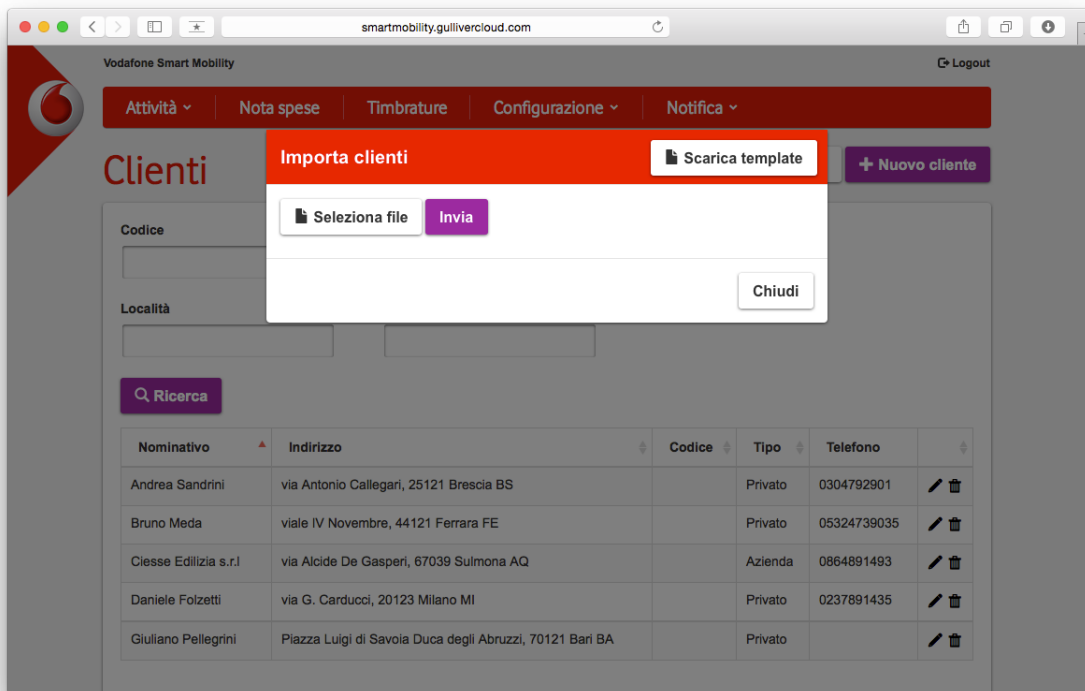 smartmobility.gullivercloud.com
Vodafone Smart Mobility
Logout
Attività Nota spese Timbrature Configurazione Notifica
Importa clienti Scarica template
Clienti
Nuovo cliente
Seleziona file Invia
Codice
Chiudi
Località
Ricerca
Nominativo Indirizzo Codice Tipo Telefono
Andrea Sandrini via Antonio Callegari, 25121 Brescia BS Privato 0304792901
Bruno Meda viale IV Novembre, 44121 Ferrara FE Privato 05324739035
Ciesse Edilizia s.r.l via Alcide De Gasperi, 67039 Sulmona AQ Azienda 0864891493
Daniele Folzetti via G. Carducci, 20123 Milano MI Privato 0237891435
Giuliano Pellegrini Piazza Luigi di Savoia Duca degli Abruzzi, 70121 Bari BA Privato